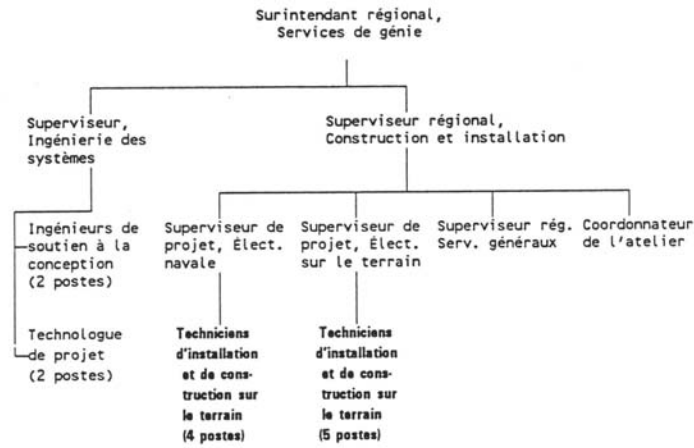 Surintendant régional,
Services de génie
Superviseur,
Ingénierie des
systèmes
Superviseur régional,
Construction et installation
Ingénieurs de
soutien à la
conception
(2 postes)
Superviseur de
projet, Élect.
navale
Superviseur de
projet, Élect.
sur le terrain
Superviseur rég.
Serv. généraux
Coordonnateur
de l'atelier
Technologue
de projet
(2 postes)
Techniciens
d'installation
et de cons-
truction sur
le terrain
(4 postes)
Techniciens
d'installation
et de cons-
truction sur
le terrain
(5 postes)